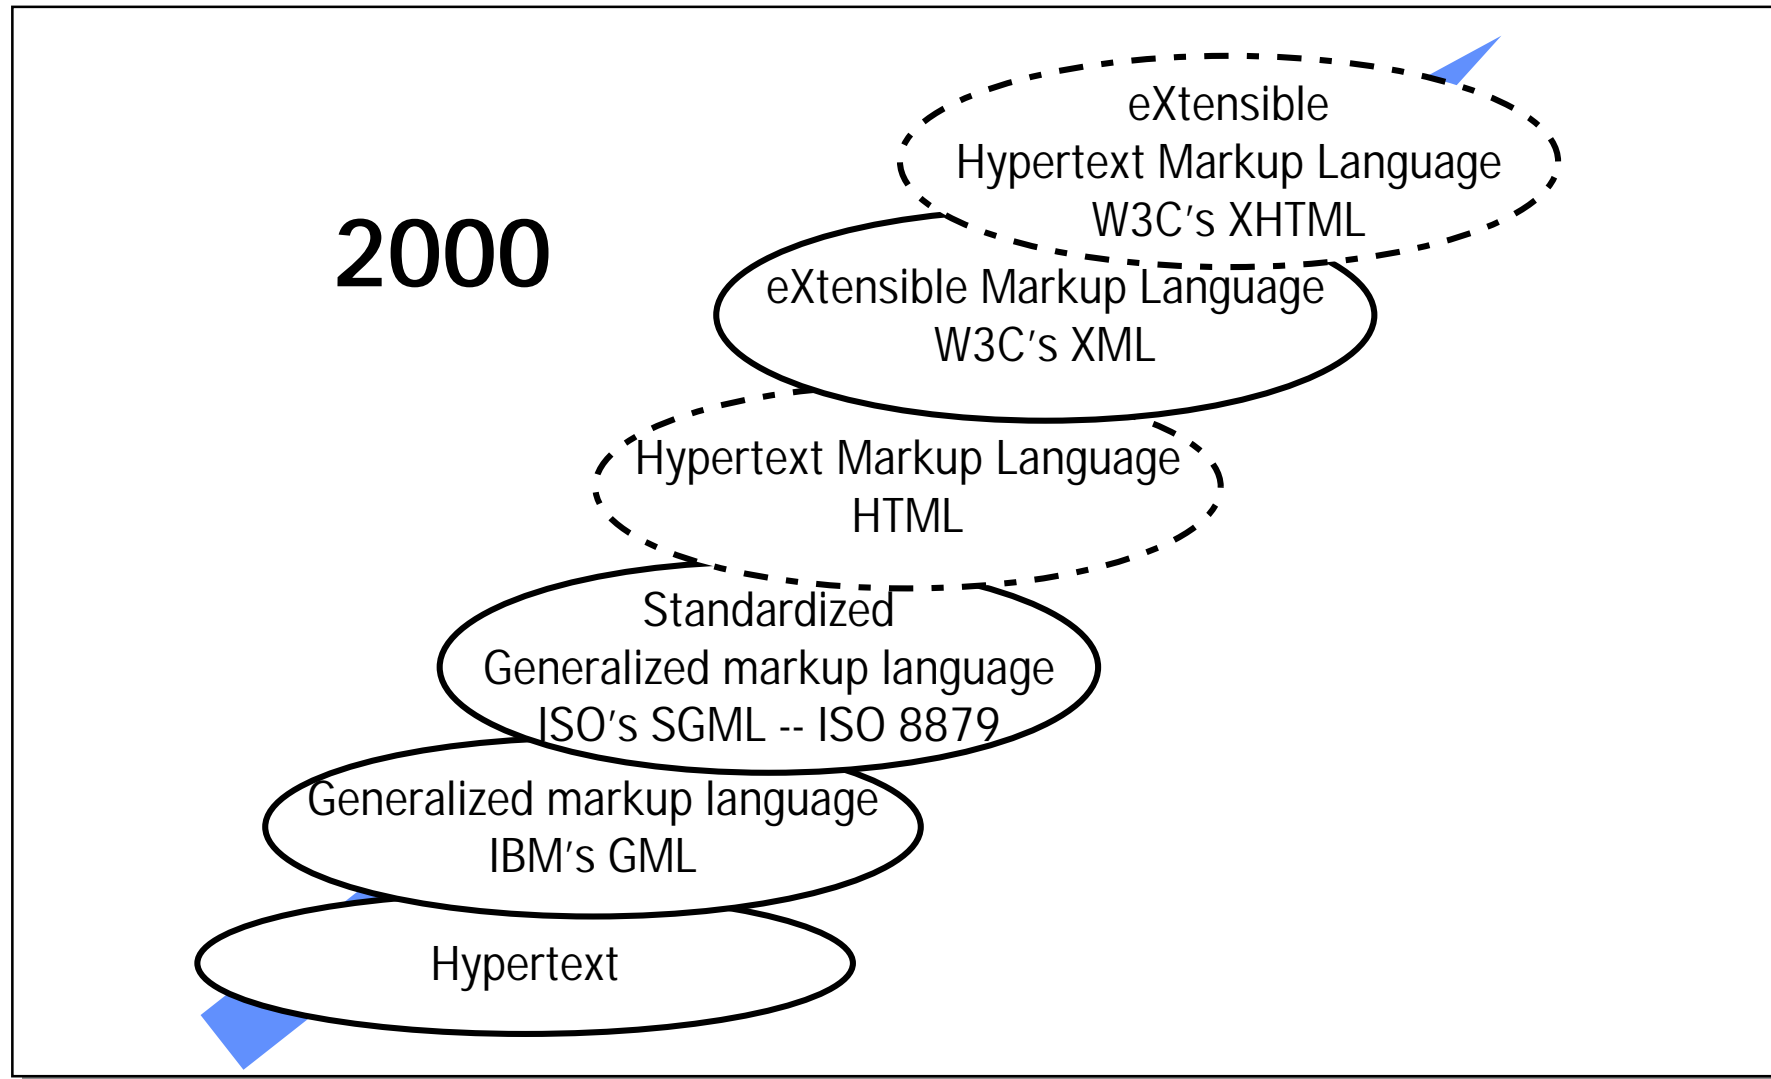 eXtensible
Hypertext Markup Language
W3C's XHTML
2000
eXtensible Markup Language
W3C's XML
Hypertext Markup Language
HTML
Standardized
Generalized markup language
ISO's SGML -- ISO 8879
Generalized markup language
IBM's GML
Hypertext